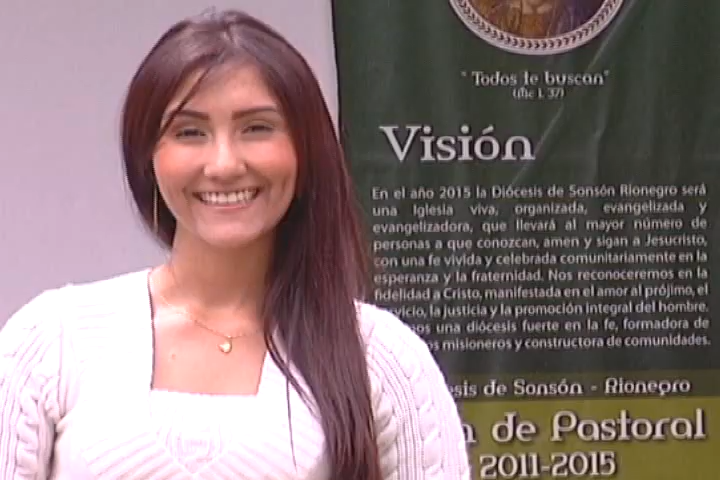 "Todos te buscan"
(Mc 1, 37)
Visión
En el año 2015 la Diócesis de Sonsón Rionegro será
una Iglesia viva, organizada, evangelizada y
evangelizadora, que llevará al mayor número de
personas a que conozcan, amen y sigan a Jesucristo,
con una fe vivida y celebrada comunitariamente en la
esperanza y la fraternidad. Nos reconoceremos en la
fidelidad a Cristo, manifestada en el amor al prójimo, el
la justicia y la promoción integral del hombre.
una diócesis fuerte en la fe, formadora de
misioneros y constructora de comunidades.
de Sonsón - Rionegro
de Pastoral
2011-2015